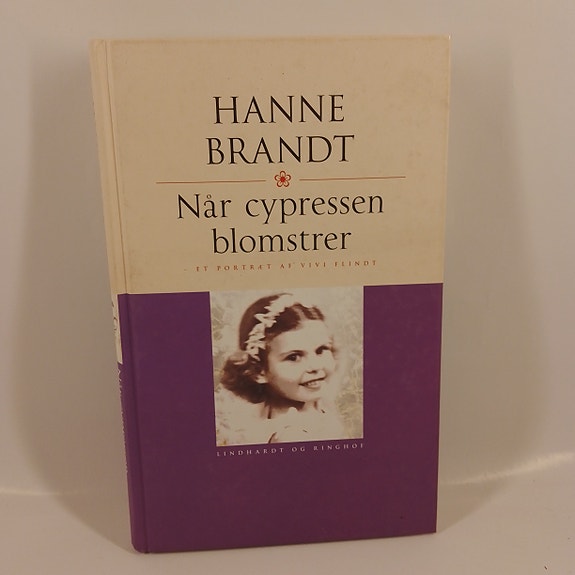 HANNE
BRANDT
Når cypressen
blomstrer
- ET PORTRÆT AF VIVI FLINDT
LINDHARDT OG RINGHOF